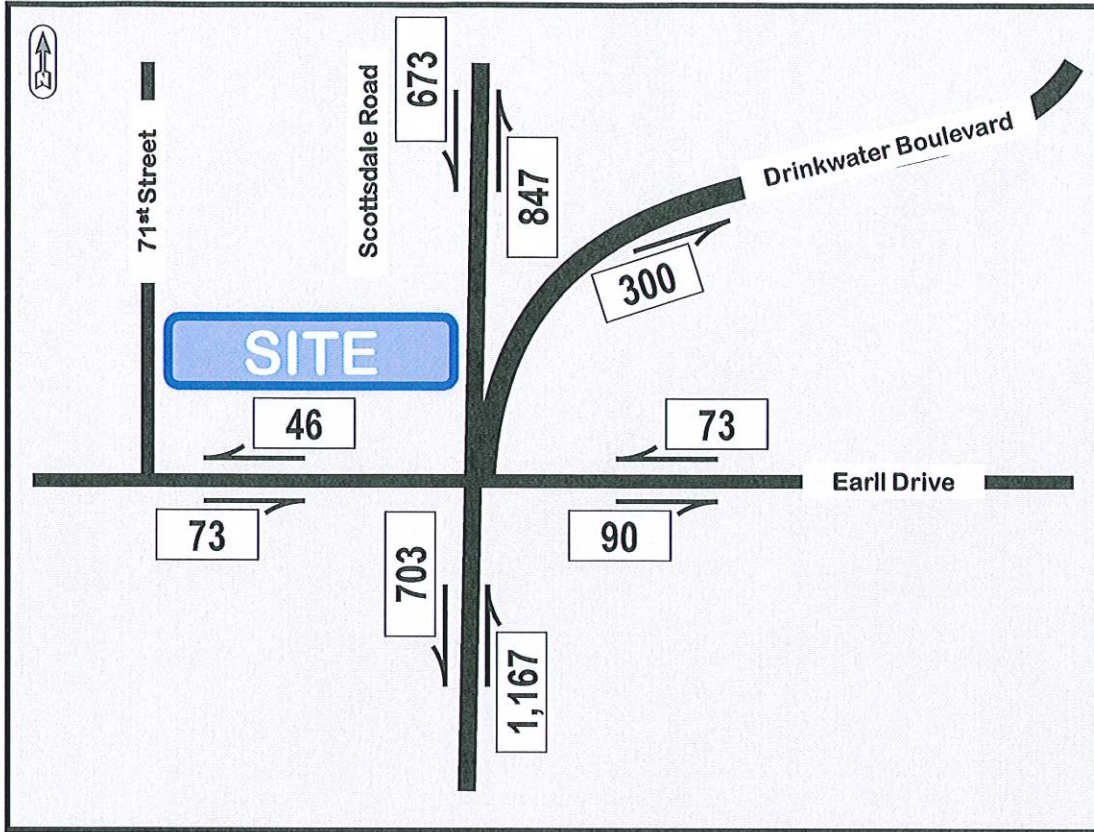 71st Street
Scottsdale Road
673
847
Drinkwater Boulevard
300
SITE
46
73
Earll Drive
73
90
703
1,167